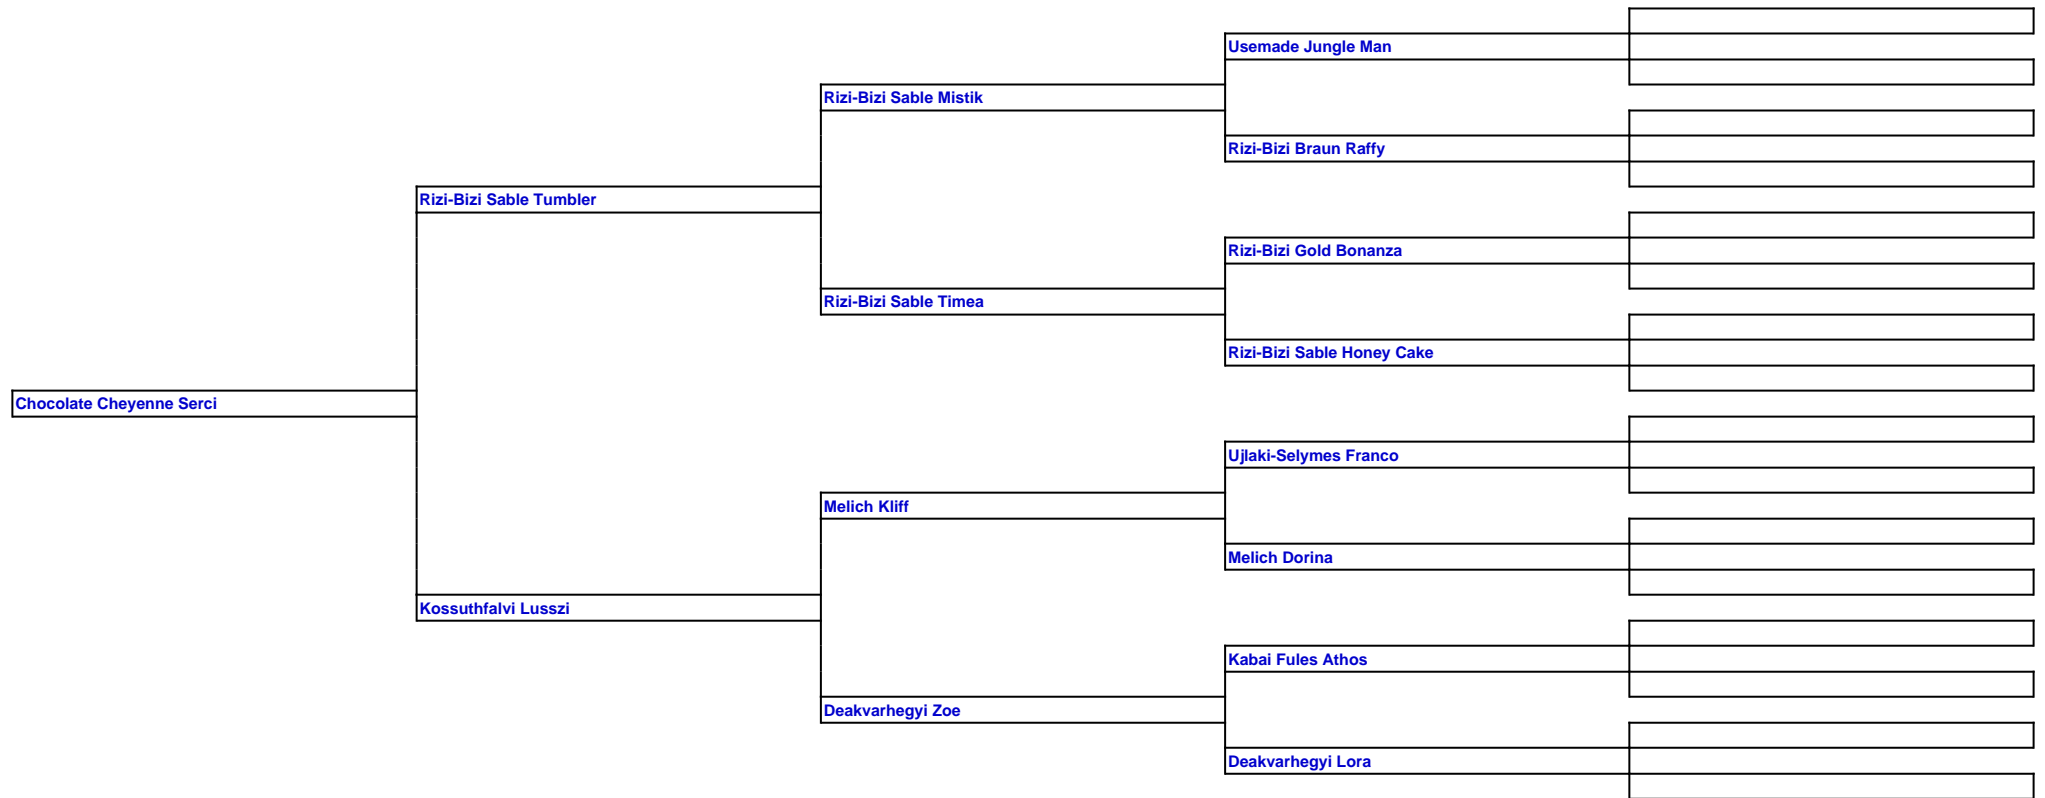 Usemade Jungle Man
Rizi-Bizi Sable Mistik
Rizi-Bizi Braun Raffy
Rizi-Bizi Sable Tumbler
Rizi-Bizi Gold Bonanza
Rizi-Bizi Sable Timea
Rizi-Bizi Sable Honey Cake
Chocolate Cheyenne Serci
Ujlaki-Selymes Franco
Melich Kliff
Melich Dorina
Kossuthfalvi Lusszi
Kabai Fules Athos
Deakvarhegyi Zoe
Deakvarhegyi Lora